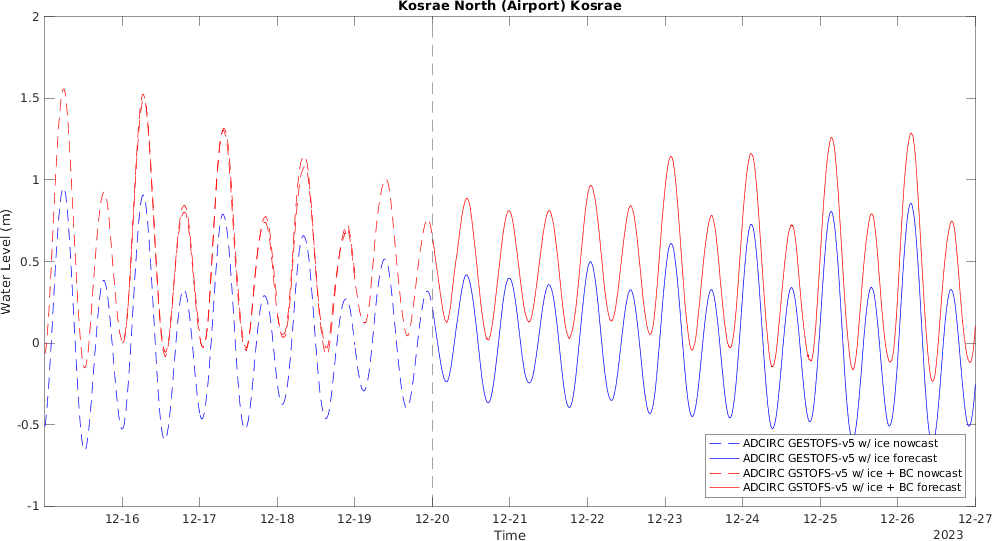 Kosrae North (Airport) Kosrae
2
1.5
1
0.5
0
-0.5
-1
Water Level (m)
12-16
12-17
12-18
12-19
12-20
12-21
12-22
12-23
12-24
12-25
12-26
12-27
Time
2023
ADCIRC GESTOFS-v5 w/ ice nowcast
ADCIRC GESTOFS-v5 w/ ice forecast
ADCIRC GSTOFS-v5 w/ ice + BC nowcast
ADCIRC GSTOFS-v5 w/ ice + BC forecast